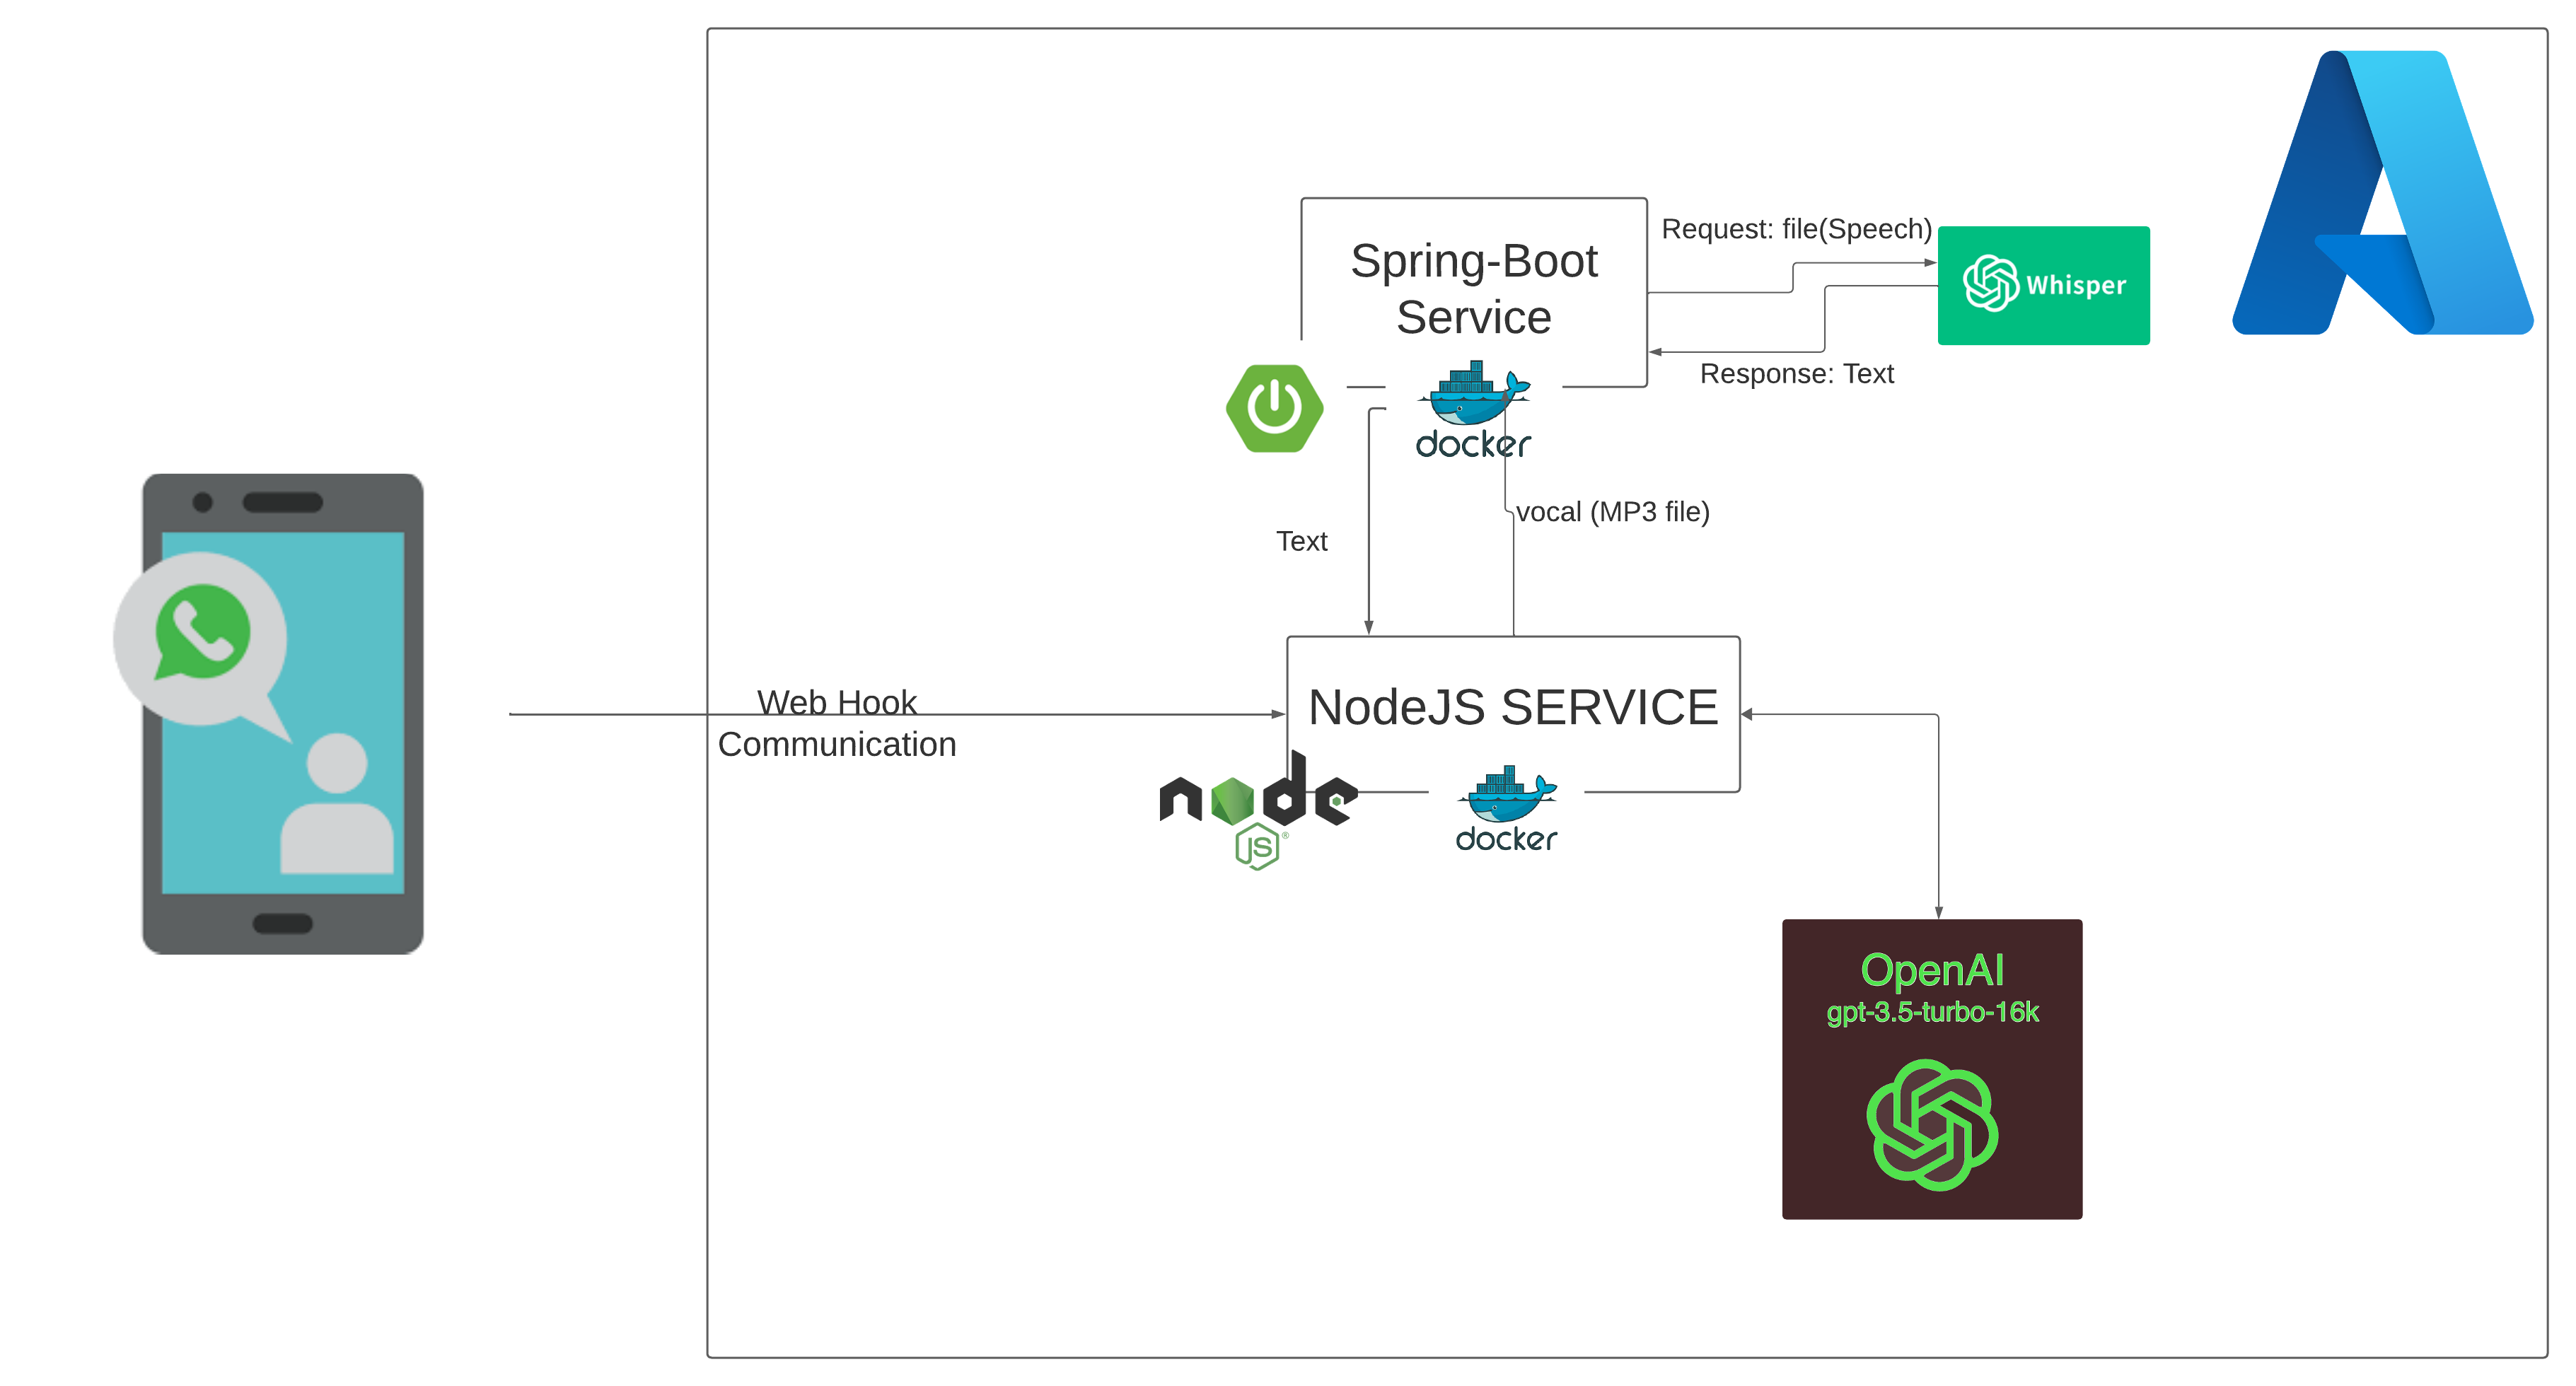 Spring-Boot
Service
Request: file(Speech)
Whisper
Response: Text
docker
vocal (MP3 file)
Text
Web Hook
Communication
NodeJS SERVICE
node
JS
®
docker
OpenAI
gpt-3.5-turbo-16k